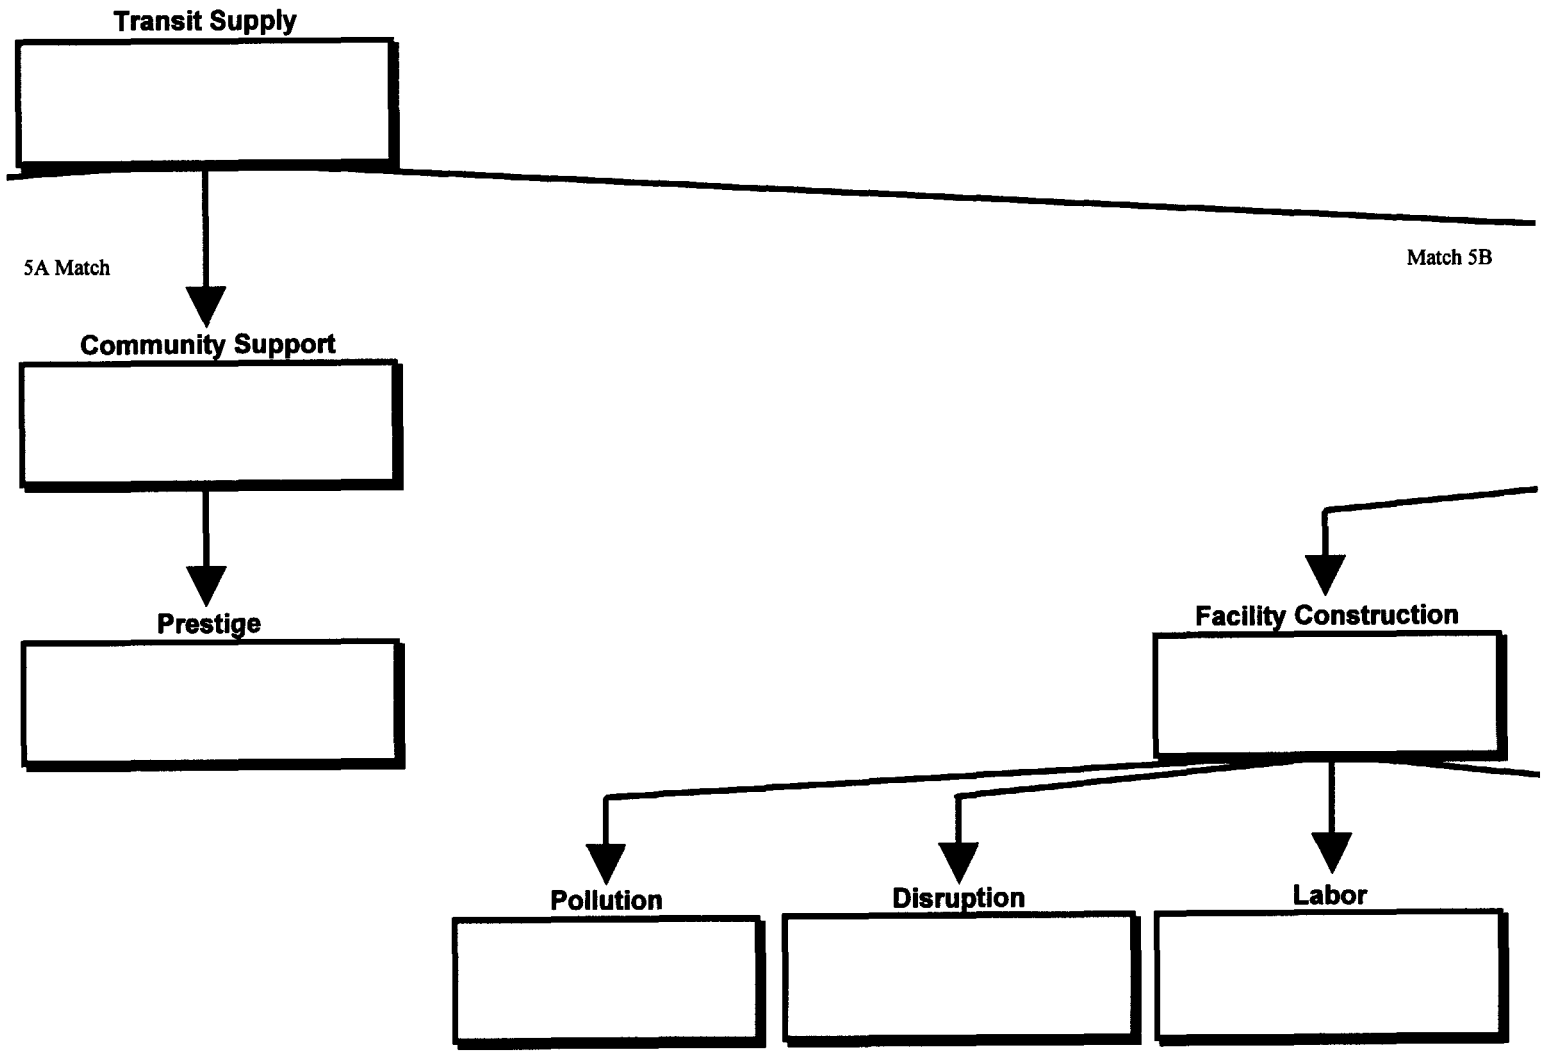 Transit Supply
5A Match
Match 5B
Community Support
Prestige
Facility Construction
Pollution
Disruption
Labor